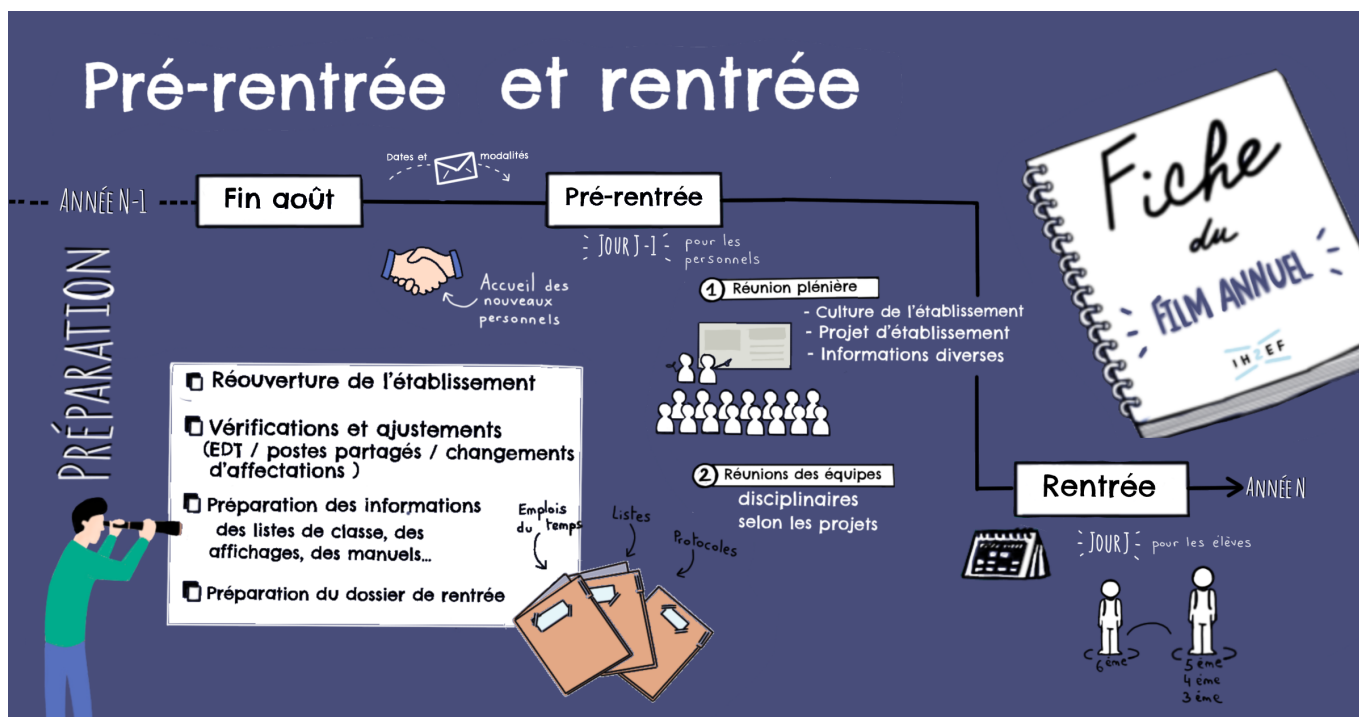 Pré-rentrée et rentrée
Fiche
du
FILM ANNUEL
IH2EF
ANNÉE N-1
Fin août
Dates et modalités
Pré-rentrée
JOUR J-1 pour les
personnels
Accueil des
nouveaux
personnels
1 Réunion plénière
- Culture de l'établissement
- Projet d'établissement
- Informations diverses
2 Réunions des équipes
disciplinaires
selon les projets
PRÉPARATION
Réouverture de l'établissement
Vérifications et ajustements
(EDT / postes partagés / changements
d'affectations )
Préparation des informations
des listes de classe, des
affichages, des manuels...
Préparation du dossier de rentrée
Emplois
du temps
Listes
Protocoles
Rentrée
ANNÉE N
JOUR J pour les élèves
6ème
5ème
4ème
3ème